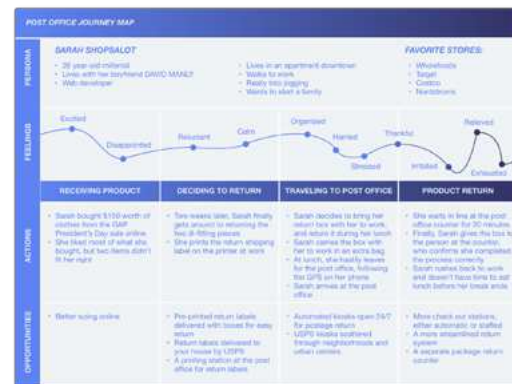 POST OFFICE JOURNEY MAP
PERSONA
SARAH SHOPSALOT
• Lives with her boyfriend DAVID MANLY
• Web developer
• Lives in an apartment downtown
• Walks to work
• Really into jogging
• Wants to start a family
FAVORITE STORES:
• Wholefoods
• Target
• Costco
• Nordstroms
FEELINGS
Excited
Disappointed
Reluctant
Calm
Organized
Harried
Stressed
Thankful
Irritated
Relieved
Exhausted
RECEIVING PRODUCT
DECIDING TO RETURN
TRAVELING TO POST OFFICE
PRODUCT RETURN
ACTIONS
• Sarah bought $150 worth of
clothes from the GAP
President's Day sale online
• She liked most of what she
bought, but two items didn't
fit her right
• Two weeks later, Sarah finally
gets around to returning the
two ill-fitting pieces
• She prints the return shipping
label on the printer at work
• Sarah decides to bring her
return box with her to work,
and return it during her lunch
• Sarah carries the box with
her to work in an extra bag
• At lunch, she hastily leaves
for the post office, following
the GPS on her phone
• Sarah arrives at the post
office
• She waits in line at the post
office counter for 30 minutes
• Finally, Sarah gives the box to
the person at the counter,
who confirms she completed
the process correctly
• Sarah rushes back to work
and doesn't have time to eat
lunch before her break ends
OPPORTUNITIES
• Better sizing online
• Pre-printed return labels
delivered with boxes for easy
return
• Return labels delivered to
your house by USPS
• A printing station at the post
office for return labels
• Automated kiosks open 24/7
for postage return
• USPS kiosks scattered
through neighborhoods and
urban centers
• More check out stations,
either automatic or staffed
• A more streamlined return
system
• A separate package return
counter